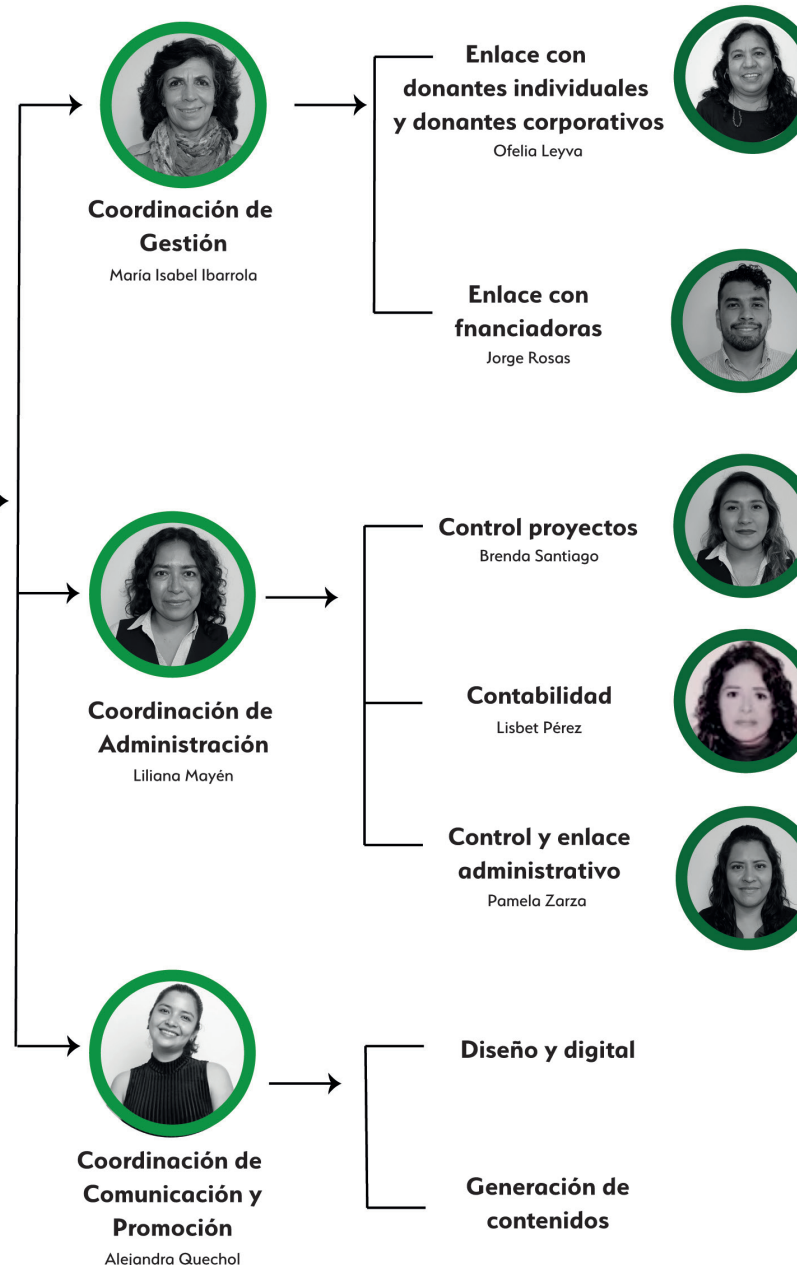 Coordinación de
Gestión
María Isabel Ibarrola
Enlace con
donantes individuales
y donantes corporativos
Ofelia Leyva
Enlace con
fnanciadoras
Jorge Rosas
Coordinación de
Administración
Liliana Mayén
Control proyectos
Brenda Santiago
Contabilidad
Lisbet Pérez
Control y enlace
administrativo
Pamela Zarza
Coordinación de
Comunicación y
Promoción
Alejandra Quechol
Diseño y digital
Generación de
contenidos